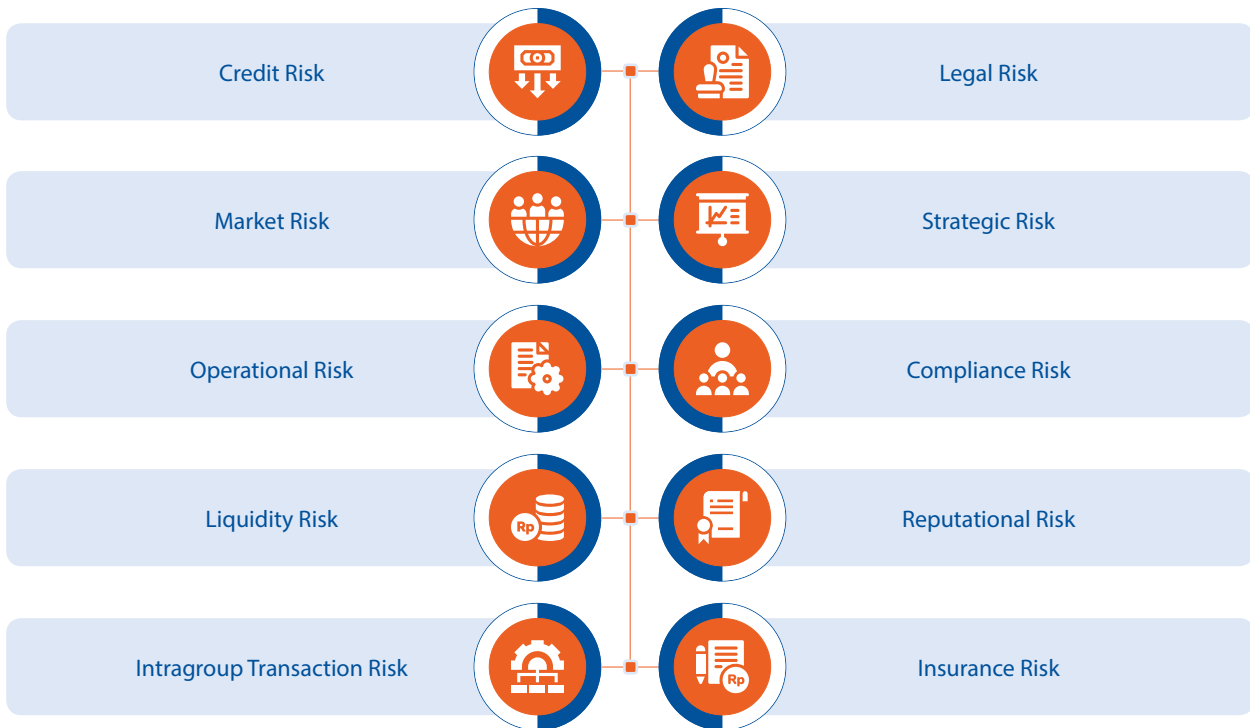 Credit Risk
Legal Risk
Market Risk
Strategic Risk
Operational Risk
Compliance Risk
Rp
Liquidity Risk
Reputational Risk
Intragroup Transaction Risk
Insurance Risk
Rp